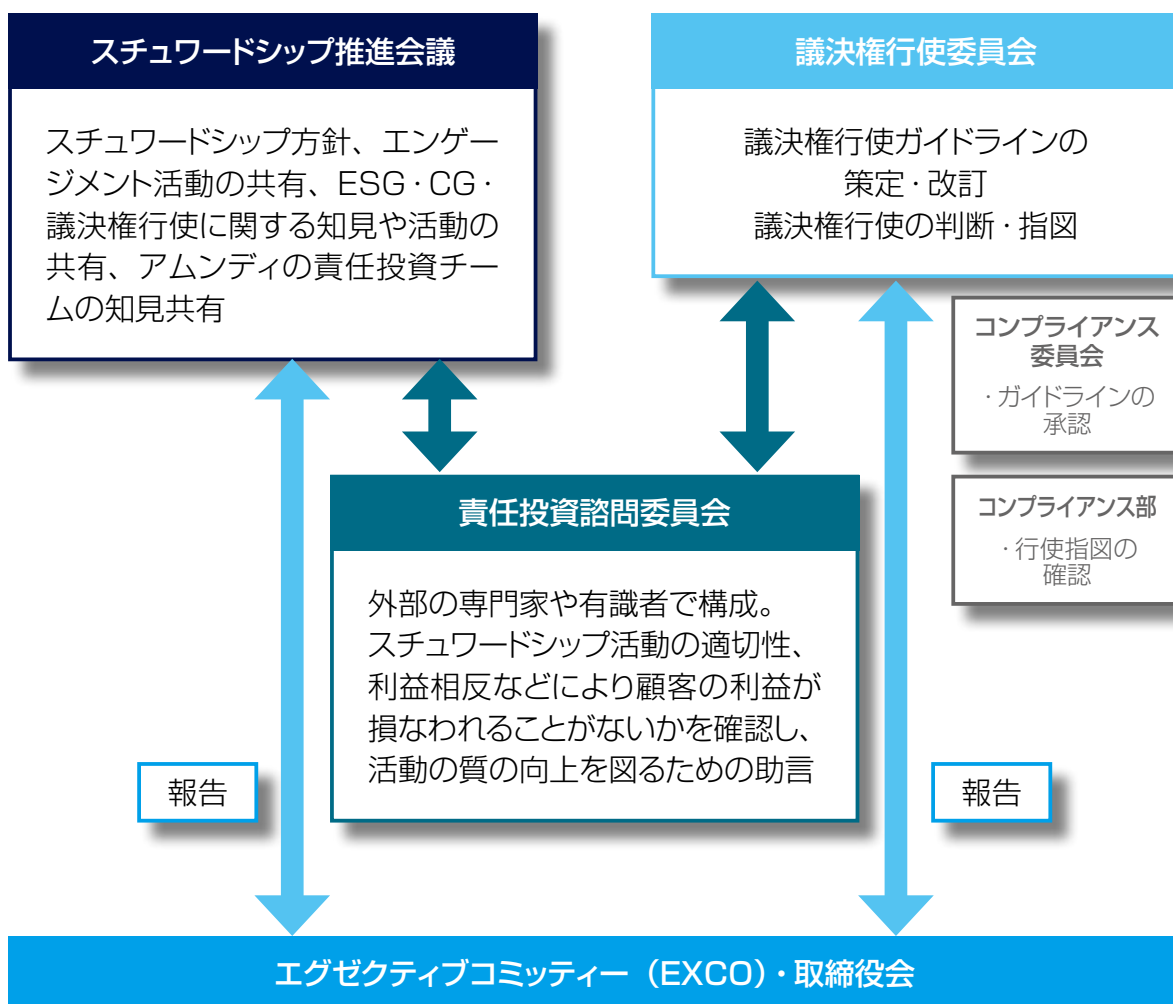 スチュワードシップ推進会議
スチュワードシップ方針、エンゲー
ジメント活動の共有、ESG・CG・
議決権行使に関する知見や活動の
共有、アムンディの責任投資チー
ムの知見共有
議決権行使委員会
議決権行使ガイドラインの
策定・改訂
議決権行使の判断・指図
コンプライアンス
委員会
・ガイドラインの
承認
コンプライアンス部
・行使指図の
確認
責任投資諮問委員会
外部の専門家や有識者で構成。
スチュワードシップ活動の適切性、
利益相反などにより顧客の利益が
損なわれることがないかを確認し、
活動の質の向上を図るための助言
報告
報告
エグゼクティブコミッティー（EXCO）・取締役会